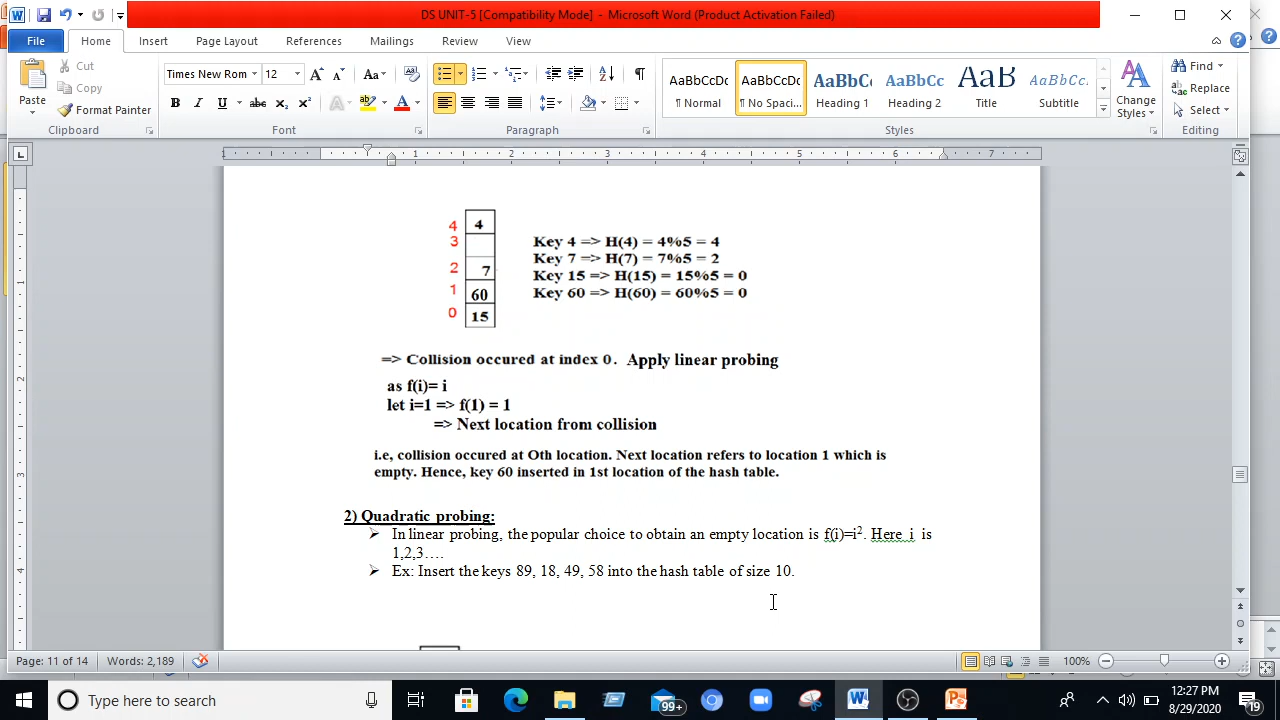 DS UNIT-5 [Compatibility Mode] - Microsoft Word (Product Activation Failed)
File Home Insert Page Layout References Mailings Review View
Paste
Cut
Copy
Format Painter
Clipboard
Times New Rom 12
Font
Paragraph
AaBbCcDc AaBbCcDc AaBbCc AaBbCc AaB AaBbCc.
¶ Normal ¶ No Spaci... Heading 1 Heading 2 Title Subtitle
Change Styles
Styles
Find
Replace
Select
Editing
1 1 2 3 4 5 6 7
4 4
3
2 7
1 60
0 15
Key 4 => H(4) = 4%5 = 4
Key 7 => H(7) = 7%5 = 2
Key 15 => H(15) = 15%5 = 0
Key 60 => H(60) = 60%5 = 0
=> Collision occured at index 0. Apply linear probing
as f(i)= i
let i=1 => f(1) = 1
=> Next location from collision
i.e, collision occured at Oth location. Next location refers to location 1 which is
empty. Hence, key 60 inserted in 1st location of the hash table.
2) Quadratic probing:
➢ In linear probing, the popular choice to obtain an empty location is f(i)=i². Here i is
1,2,3….
➢ Ex: Insert the keys 89, 18, 49, 58 into the hash table of size 10.
Page: 11 of 14 Words: 2,189 100%
Type here to search
99+
12:27 PM
8/29/2020
19